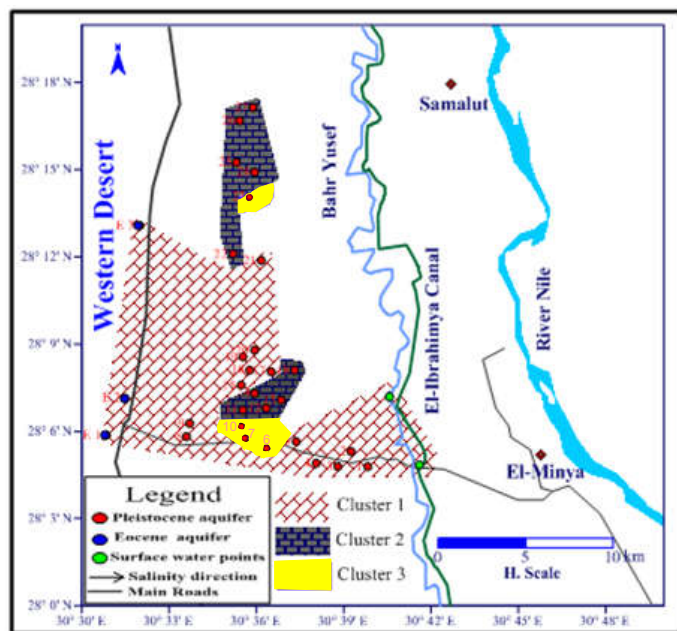 N
28° 18' N
28° 15' N
28° 12' N
28° 9' N
28° 6' N
28° 3' N
28° 0' N
Western Desert
Bahr Yusef
El-Ibrahimya Canal
River Nile
Samalut
El-Minya
10
7
6
Legend
Pleistocene aquifer
Eocene aquifer
Surface water points
Salinity direction
Main Roads
Cluster 1
Cluster 2
Cluster 3
0 5 10 km
H. Scale
30° 30' E 30° 33' E 30° 36' E 30° 39' E 30° 42' E 30° 45' E 30° 48' E